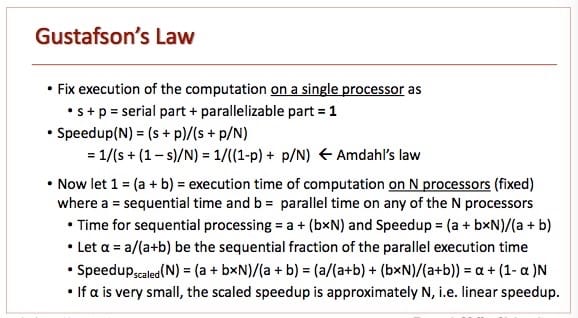 Gustafson's Law
• Fix execution of the computation on a single processor as
• s + p = serial part + parallelizable part = 1
• Speedup(N) = (s + p)/(s + p/N)
= 1/(s + (1 – s)/N) = 1/((1-p) + p/N) ← Amdahl's law
• Now let 1 = (a + b) = execution time of computation on N processors (fixed)
where a = sequential time and b = parallel time on any of the N processors
• Time for sequential processing = a + (b×N) and Speedup = (a + b×N)/(a + b)
• Let α = a/(a+b) be the sequential fraction of the parallel execution time
• Speedupscaled(N) = (a + b×N)/(a + b) = (a/(a+b) + (b×N)/(a+b)) = α + (1- α )N
• If α is very small, the scaled speedup is approximately N, i.e. linear speedup.